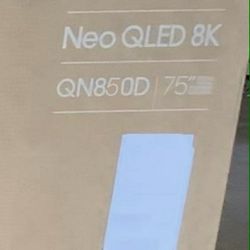 Neo QLED 8K
QN850D | 75"